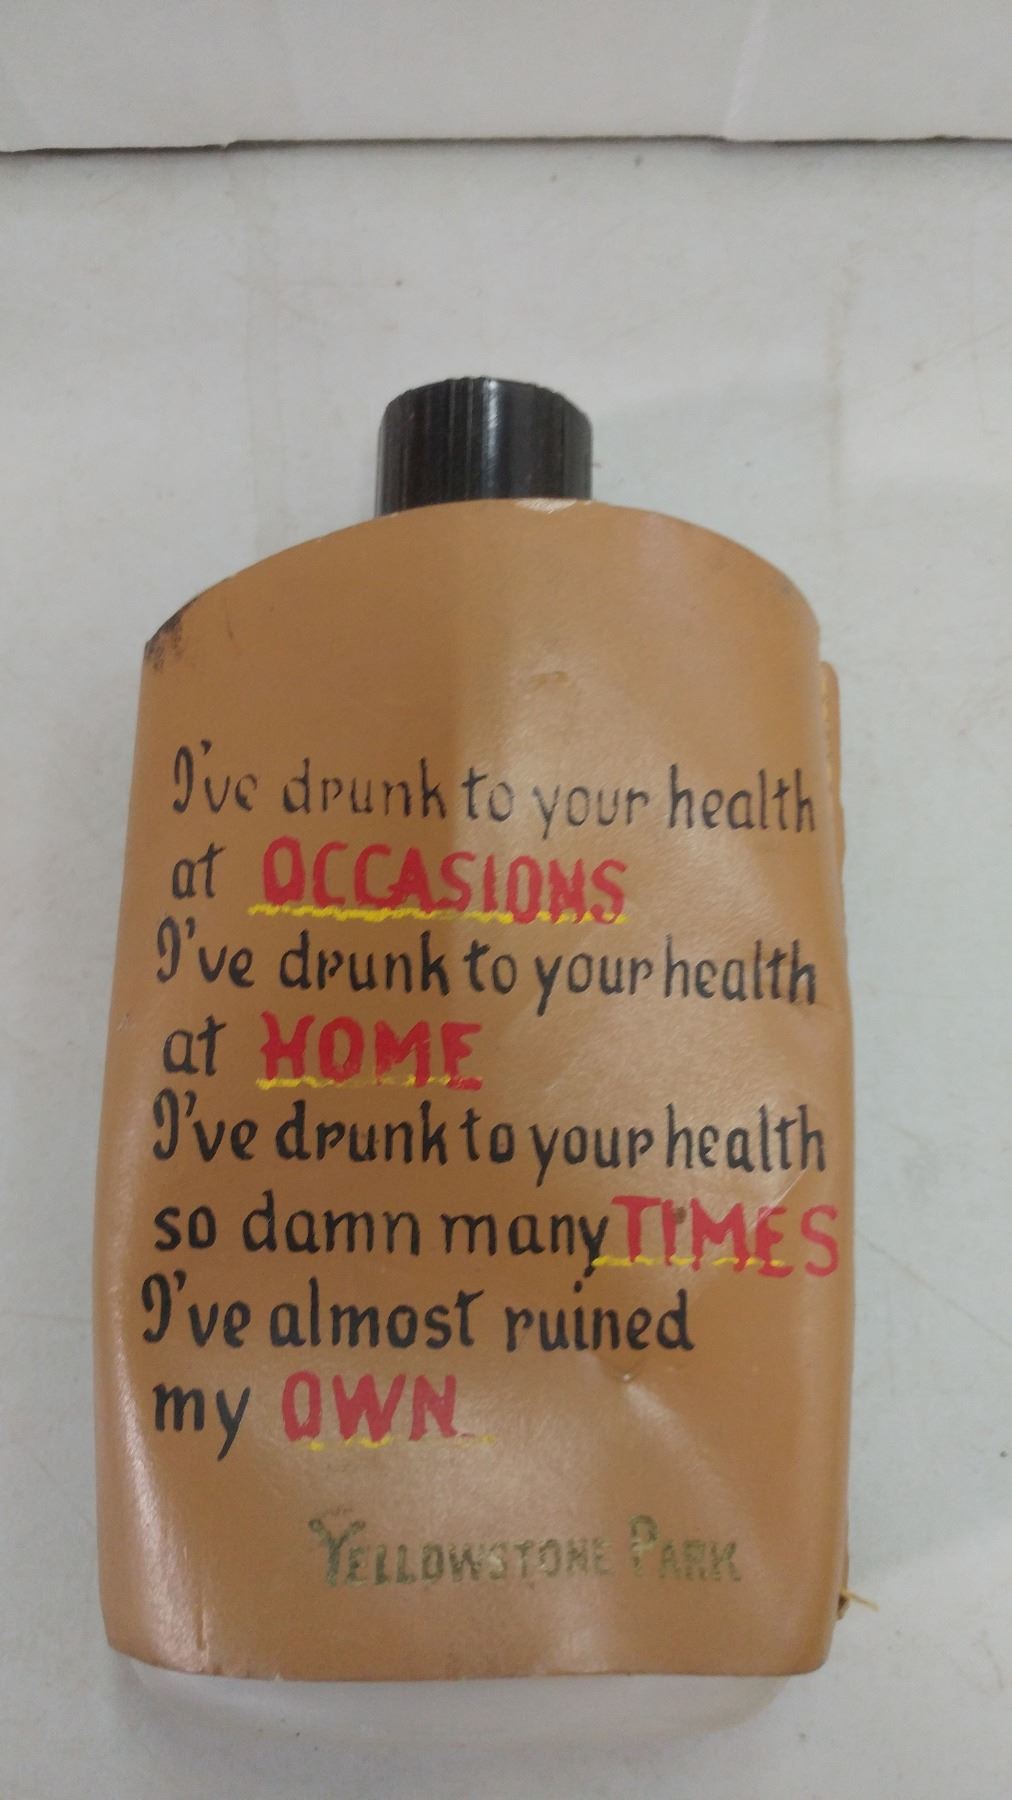 I've drunk to your health
at OCCASIONS
I've drunk to your health
at HOME
I've drunk to your health
so damn many TIMES
I've almost ruined
my OWN
YELLOWSTONE PARK